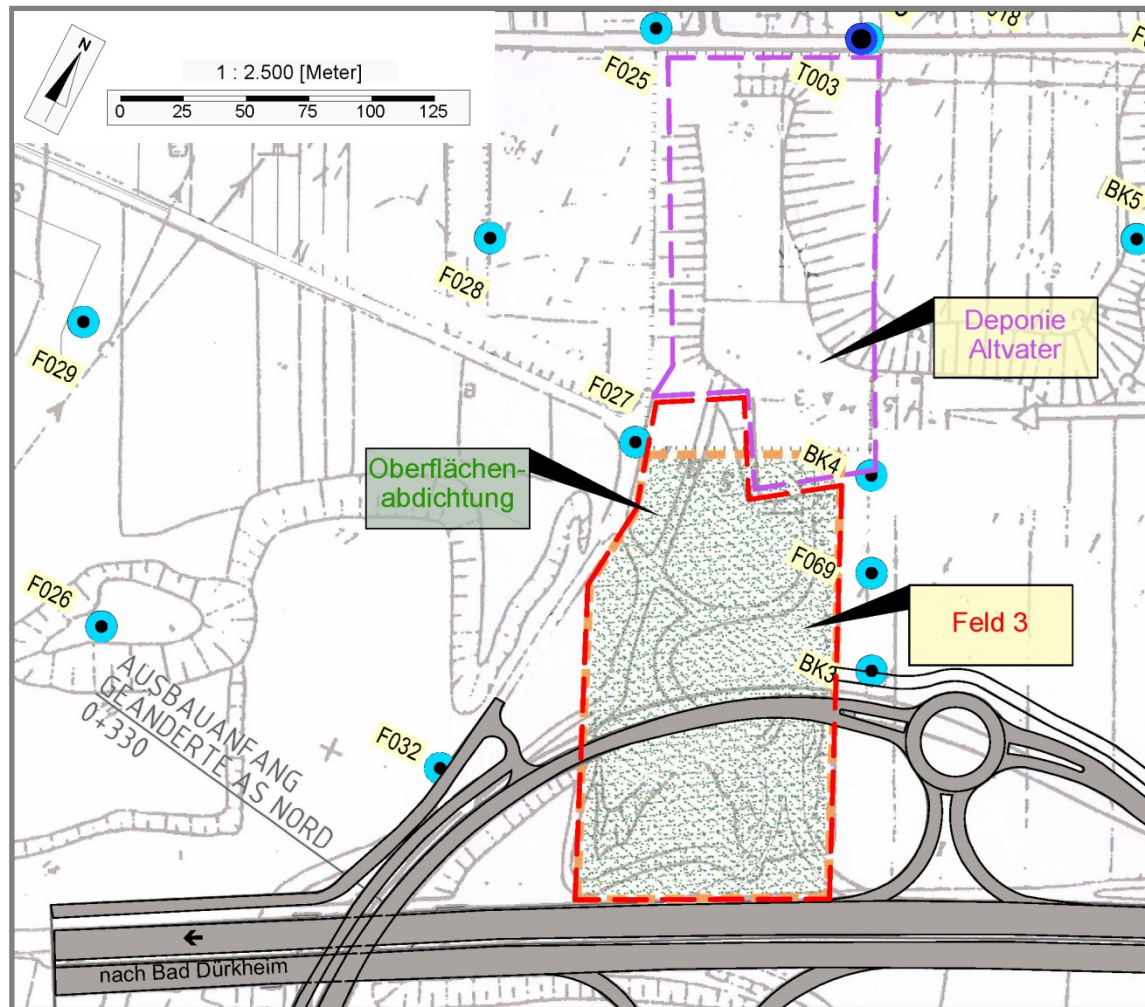 N
1 : 2.500 [Meter]
0 25 50 75 100 125
F025
T003
BK5
F028
F029
Deponie
Altvater
F027
BK4
Oberflächen-
abdichtung
F069
F026
Feld 3
BK3
AUSBAUANFANG
GEÄNDERTE AS NORD
0+330
F032
nach Bad Dürkheim